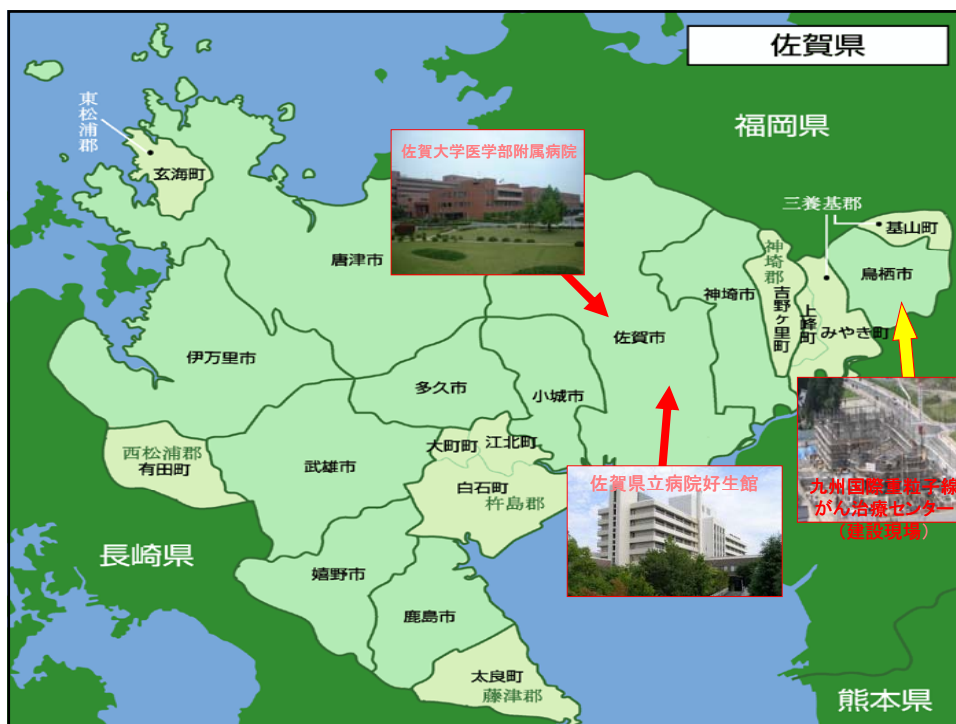 佐賀県
福岡県
東松浦郡
玄海町
佐賀大学医学部附属病院
三養基郡
基山町
鳥栖市
唐津市
神埼市
神埼郡
吉野ヶ里町
上峰町
みやき町
佐賀市
伊万里市
多久市
小城市
西松浦郡
有田町
武雄市
大町町
江北町
白石町
杵島郡
佐賀県立病院好生館
九州国際重粒子線
がん治療センター
（建設現場）
長崎県
嬉野市
鹿島市
太良町
藤津郡
熊本県